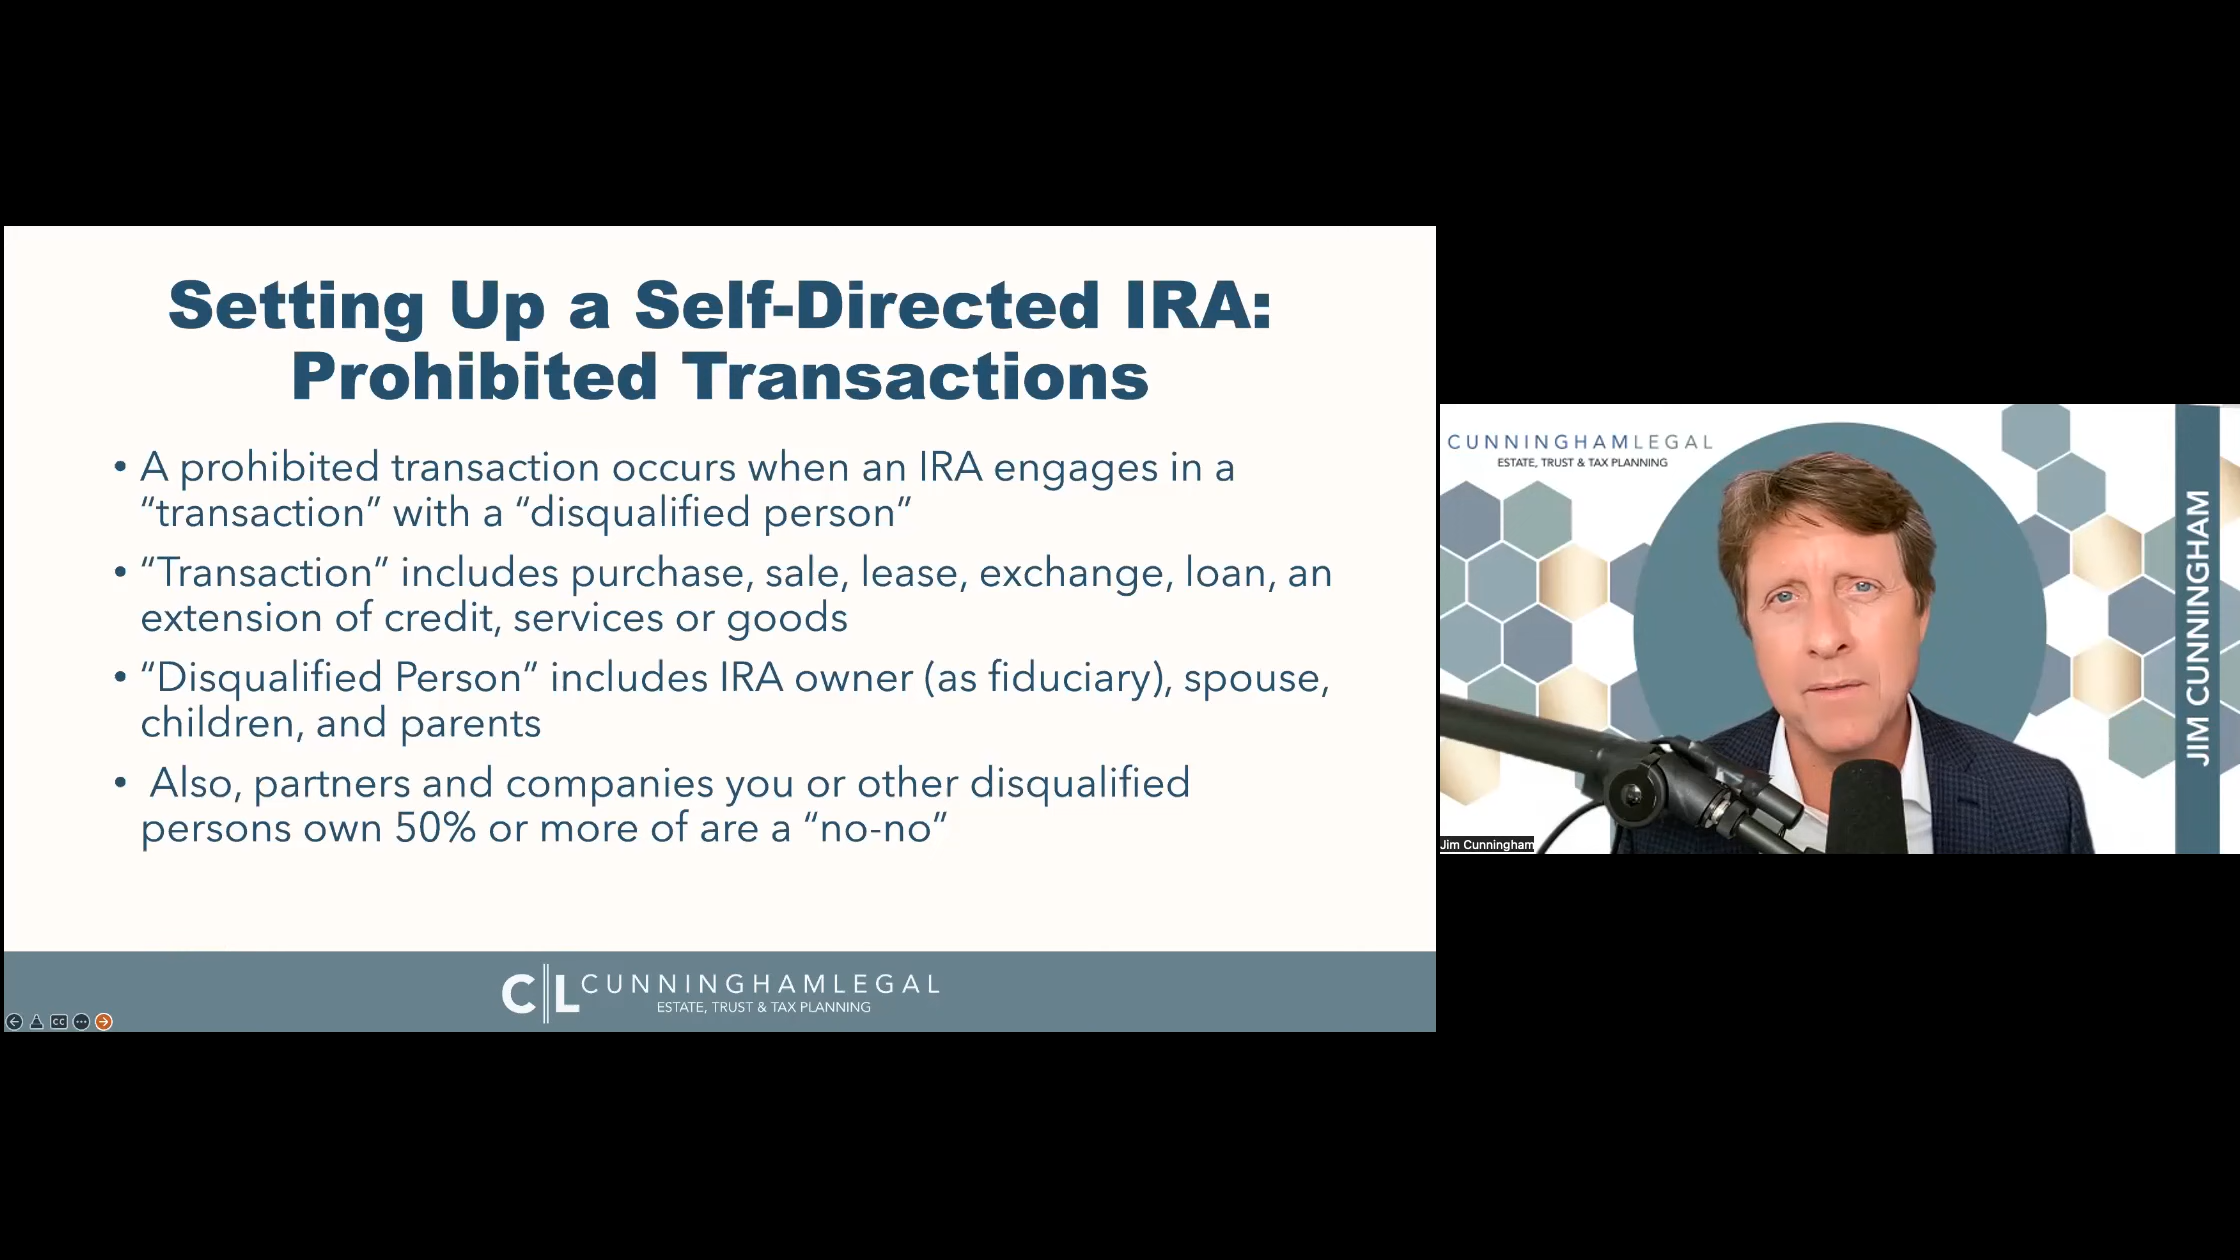 Setting Up a Self-Directed IRA:
Prohibited Transactions
• A prohibited transaction occurs when an IRA engages in a
“transaction” with a “disqualified person”
• “Transaction” includes purchase, sale, lease, exchange, loan, an
extension of credit, services or goods
• “Disqualified Person” includes IRA owner (as fiduciary), spouse,
children, and parents
• Also, partners and companies you or other disqualified
persons own 50% or more of are a “no-no”
CL CUNNINGHAMLEGAL
ESTATE, TRUST & TAX PLANNING
CC
CUNNINGHAMLEGAL
ESTATE, TRUST & TAX PLANNING
JIM CUNNINGHAM
Jim Cunningham